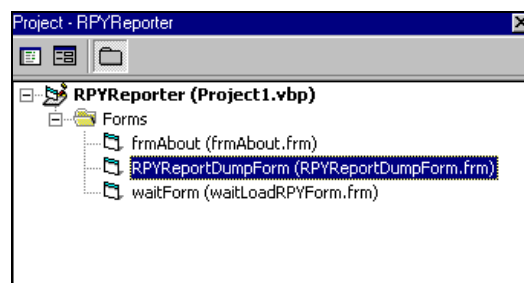 Project - RPYReporter
RPYReporter (Project1.vbp)
Forms
frmAbout (frmAbout.frm)
RPYReportDumpForm (RPYReportDumpForm.frm)
waitForm (waitLoadRPYForm.frm)